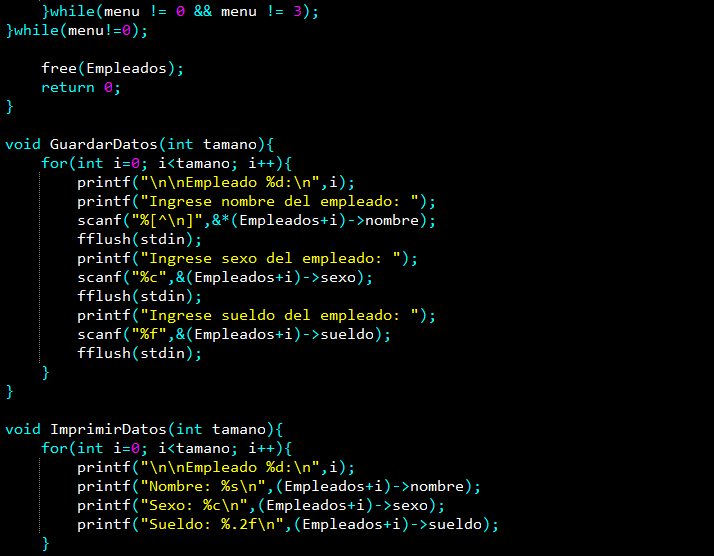 }while(menu != 0 && menu != 3);
}while(menu!=0);
free(Empleados);
return 0;
}
void GuardarDatos(int tamano){
for(int i=0; i<tamano; i++){
printf("\n\nEmpleado %d:\n",i);
printf("Ingrese nombre del empleado: ");
scanf("%[^\n]",&*(Empleados+i)->nombre);
fflush(stdin);
printf("Ingrese sexo del empleado: ");
scanf("%c",&(Empleados+i)->sexo);
fflush(stdin);
printf("Ingrese sueldo del empleado: ");
scanf("%f",&(Empleados+i)->sueldo);
fflush(stdin);
}
}
void ImprimirDatos(int tamano){
for(int i=0; i<tamano; i++){
printf("\n\nEmpleado %d:\n",i);
printf("Nombre: %s\n",(Empleados+i)->nombre);
printf("Sexo: %c\n",(Empleados+i)->sexo);
printf("Sueldo: %.2f\n",(Empleados+i)->sueldo);
}